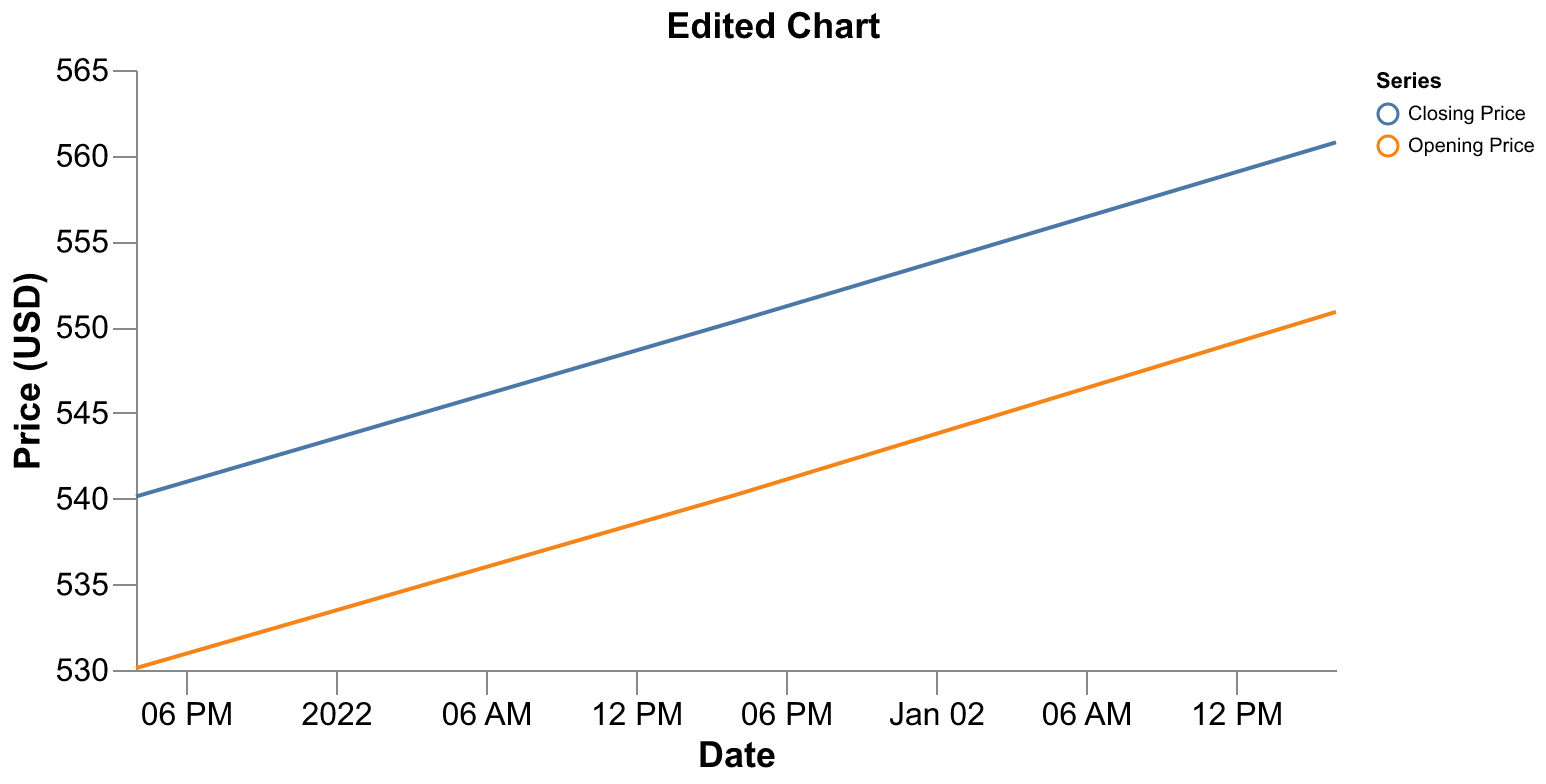 Edited Chart
Series
Closing Price
Opening Price
Price (USD)
565
560
555
550
545
540
535
530
06 PM 2022 06 AM 12 PM 06 PM Jan 02 06 AM 12 PM
Date